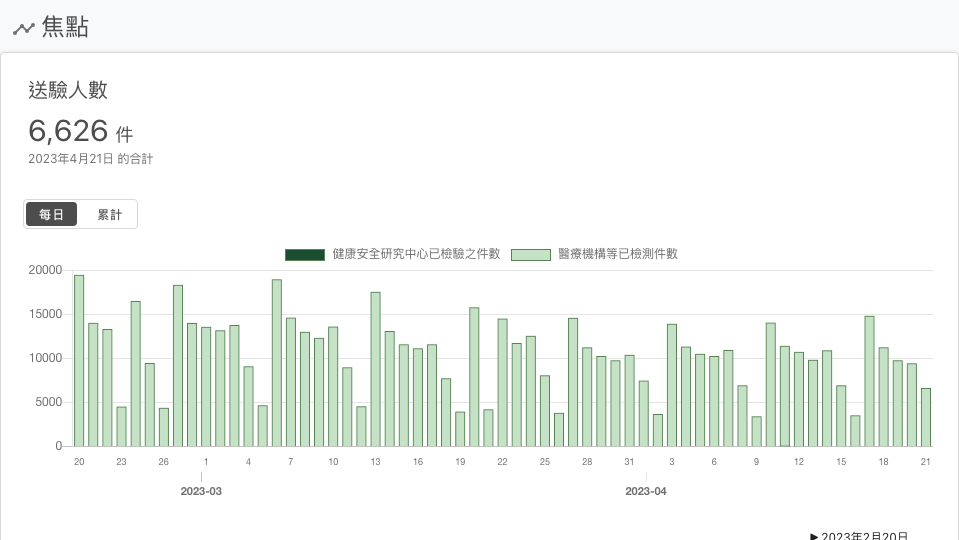 焦點
送驗人數
6,626 件
2023年4月21日 的合計
每日 累計
健康安全研究中心已檢驗之件數 醫療機構等已檢測件數
20000
15000
10000
5000
0
20 23 26 1 4 7 10 13 16 19 22 25 28 31 3 6 9 12 15 18 21
2023-03 2023-04
▶ 2023年2月20日